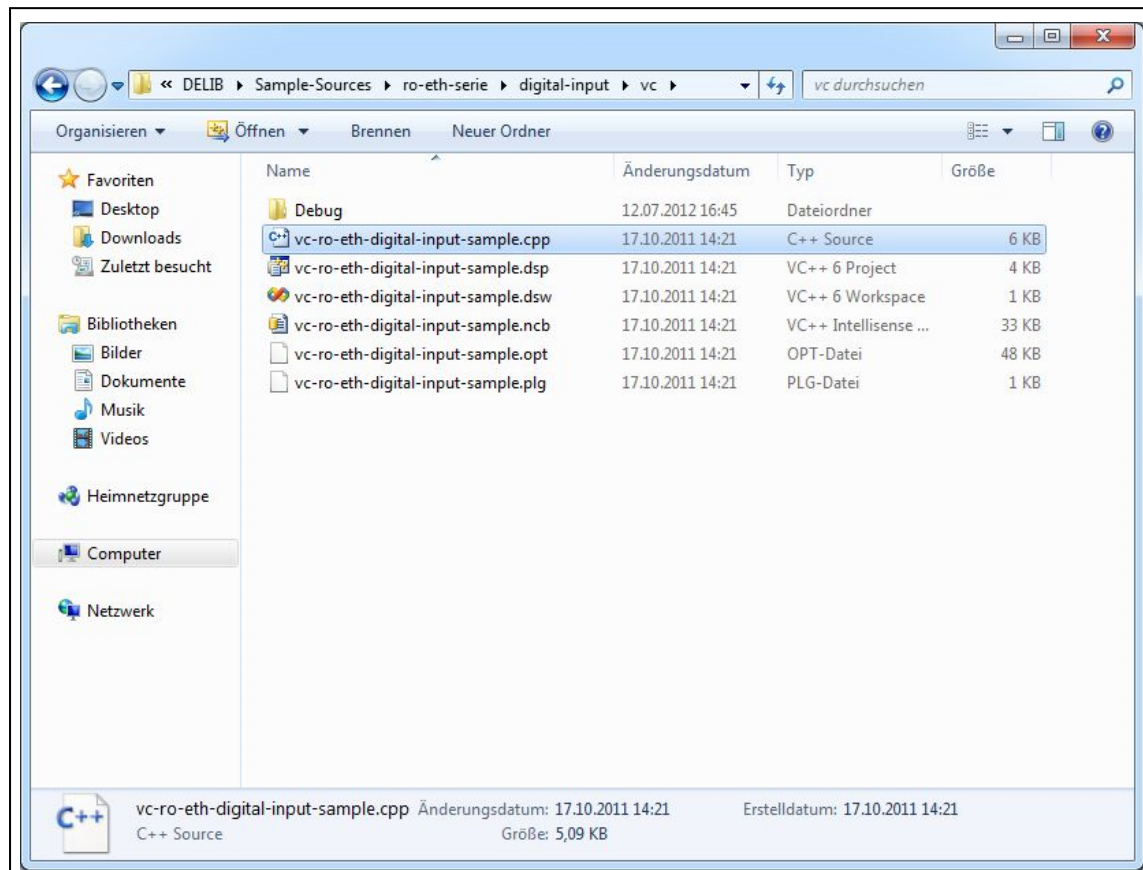 « DELIB ▸ Sample-Sources ▸ ro-eth-serie ▸ digital-input ▸ vc ▸ vc durchsuchen
Organisieren Öffnen Brennen Neuer Ordner
Name Änderungsdatum Typ Größe
Favoriten
Desktop
Downloads
Zuletzt besucht
Bibliotheken
Bilder
Dokumente
Musik
Videos
Heimnetzgruppe
Computer
Netzwerk
Debug 12.07.2012 16:45 Dateiordner
C++ vc-ro-eth-digital-input-sample.cpp 17.10.2011 14:21 C++ Source 6 KB
vc-ro-eth-digital-input-sample.dsp 17.10.2011 14:21 VC++ 6 Project 4 KB
vc-ro-eth-digital-input-sample.dsw 17.10.2011 14:21 VC++ 6 Workspace 1 KB
vc-ro-eth-digital-input-sample.ncb 17.10.2011 14:21 VC++ Intellisense ... 33 KB
vc-ro-eth-digital-input-sample.opt 17.10.2011 14:21 OPT-Datei 48 KB
vc-ro-eth-digital-input-sample.plg 17.10.2011 14:21 PLG-Datei 1 KB
C++ vc-ro-eth-digital-input-sample.cpp Änderungsdatum: 17.10.2011 14:21 Erstelldatum: 17.10.2011 14:21
C++ Source Größe: 5,09 KB